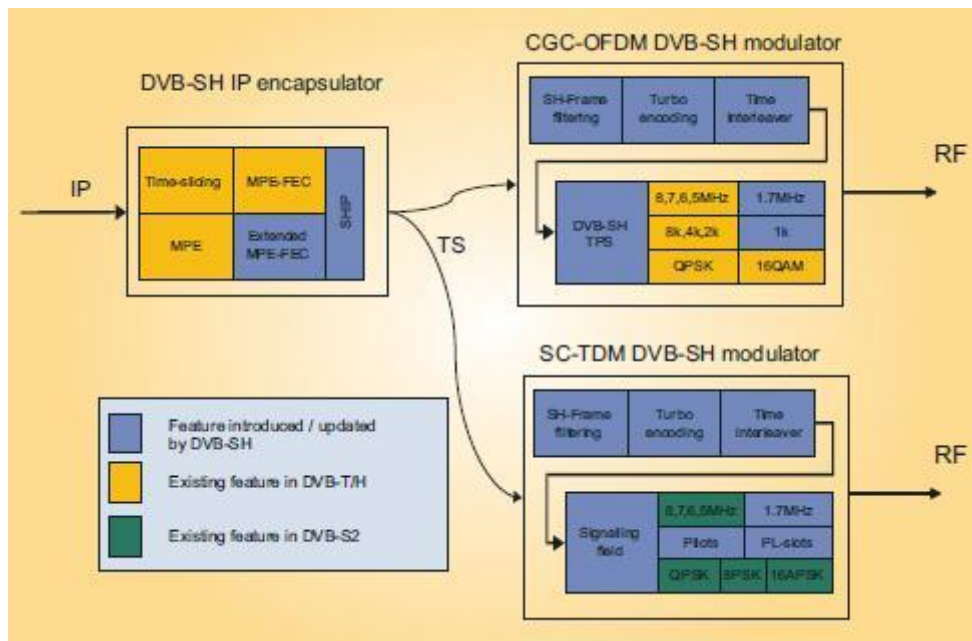 CGC-OFDM DVB-SH modulator
DVB-SH IP encapsulator
SH-Frame filtering
Turbo encoding
Time Interleaver
IP
RF
Time-sliding
MPE-FEC
SHIP
MPE
Extended MPE-FEC
TS
DVB-SH TPS
8,7,6,5MHz
1.7MHz
8k,4k,2k
1k
QPSK
16QAM
SC-TDM DVB-SH modulator
SH-Frame filtering
Turbo encoding
Time Interleaver
RF
Signalling field
8,7,6,5MHz
1.7MHz
Pilots
PL-slots
QPSK
8PSK
16APSK
Feature introduced / updated
by DVB-SH
Existing feature in DVB-T/H
Existing feature in DVB-S2